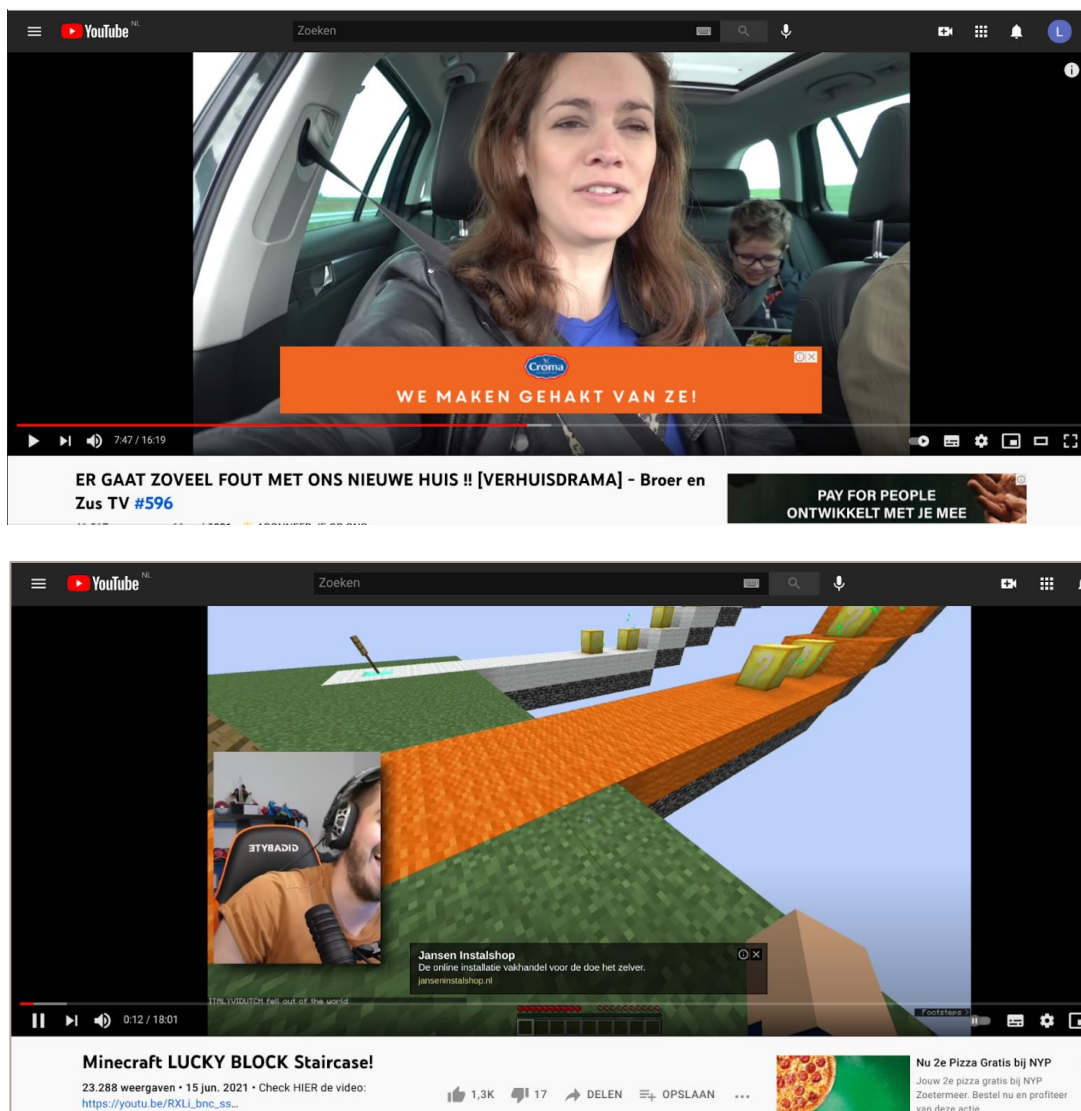 YouTube NL
Zoeken
L
Croma
WE MAKEN GEHAKT VAN ZE!
7:47 / 16:19
ER GAAT ZOVEEL FOUT MET ONS NIEUWE HUIS !! [VERHUISDRAMA] - Broer en
Zus TV #596
PAY FOR PEOPLE
ONTWIKKELT MET JE MEE
YouTube NL
Zoeken
GIGABYTE
Jansen Instalshop
De online installatie vakhandel voor de doe het zelver.
janseninstalshop.nl
ITALYVIDUTCH fell out of the world
Footsteps >
0:12 / 18:01
Minecraft LUCKY BLOCK Staircase!
23.288 weergaven • 15 jun. 2021 • Check HIER de video:
https://youtu.be/RXLi_bnc_ss...
1,3K 17 DELEN OPSLAAN ...
Nu 2e Pizza Gratis bij NYP
Jouw 2e pizza gratis bij NYP
Zoetermeer. Bestel nu en profiteer
van deze actie